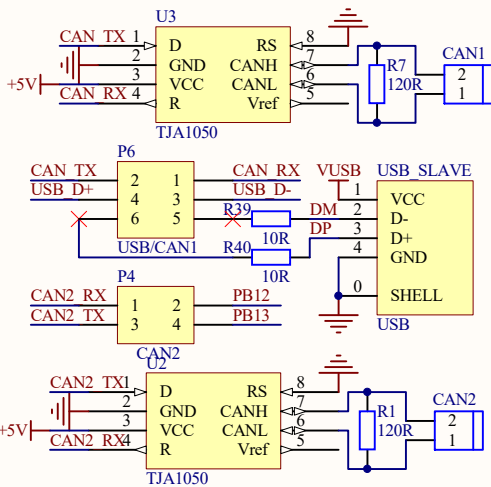 U3
CAN_TX 1 D RS 8
2 GND CANH 7
+5V 3 VCC CANL 6
CAN_RX 4 R Vref 5
TJA1050
R7
120R
CAN1
2
1
P6
CAN_TX 2 1 CAN_RX
USB_D+ 4 3 USB_D-
6 5 R39
USB/CAN1
10R
R40
10R
DM
DP
VUSB
USB_SLAVE
1 VCC
2 D-
3 D+
4 GND
0 SHELL
USB
P4
CAN2_RX 1 2 PB12
CAN2_TX 3 4 PB13
CAN2
U2
CAN2_TX 1 D RS 8
2 GND CANH 7
+5V 3 VCC CANL 6
CAN2_RX 4 R Vref 5
TJA1050
R1
120R
CAN2
2
1